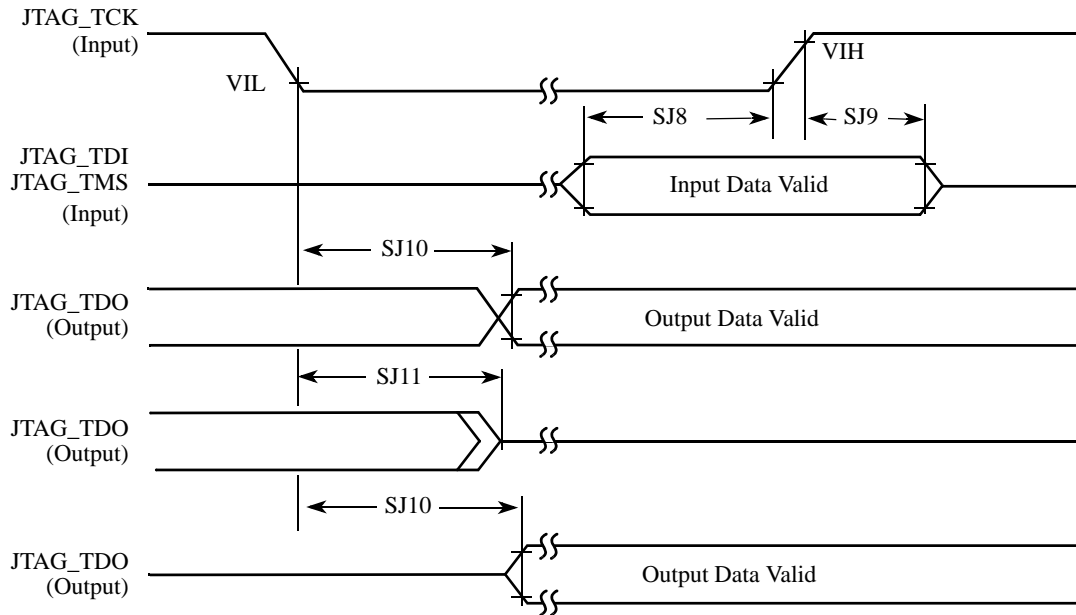 JTAG_TCK
(Input)
VIH
VIL
SJ8
SJ9
JTAG_TDI
JTAG_TMS
(Input)
Input Data Valid
SJ10
JTAG_TDO
(Output)
Output Data Valid
SJ11
JTAG_TDO
(Output)
SJ10
JTAG_TDO
(Output)
Output Data Valid